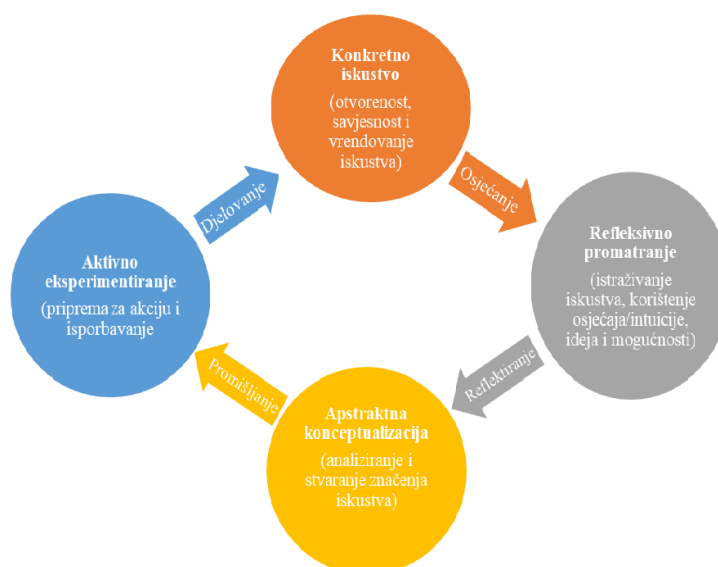 Konkretno
iskustvo
(otvorenost,
savjesnost i
vrendovanje
iskustva)
Osjećanje
Refleksivno
promatranje
(istraživanje
iskustva, korištenje
osjećaja/intuicije,
ideja i mogućnosti)
Reflektiranje
Apstraktna
konceptualizacija
(analiziranje i
stvaranje značenja
iskustva)
Promišljanje
Aktivno
eksperimentiranje
(priprema za akciju i
isporbavanje
Djelovanje